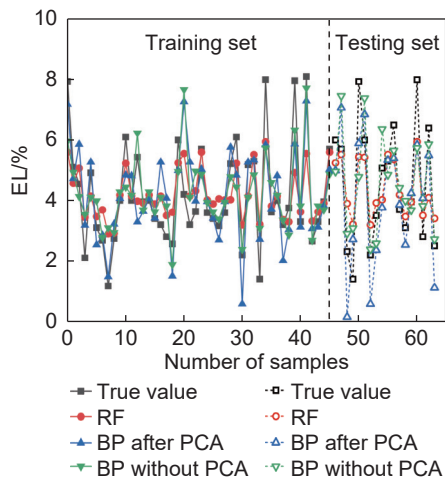 10
8
6
4
2
0
EL/%
Training set
Testing set
0 10 20 30 40 50 60
Number of samples
True value True value
RF RF
BP after PCA BP after PCA
BP without PCA BP without PCA